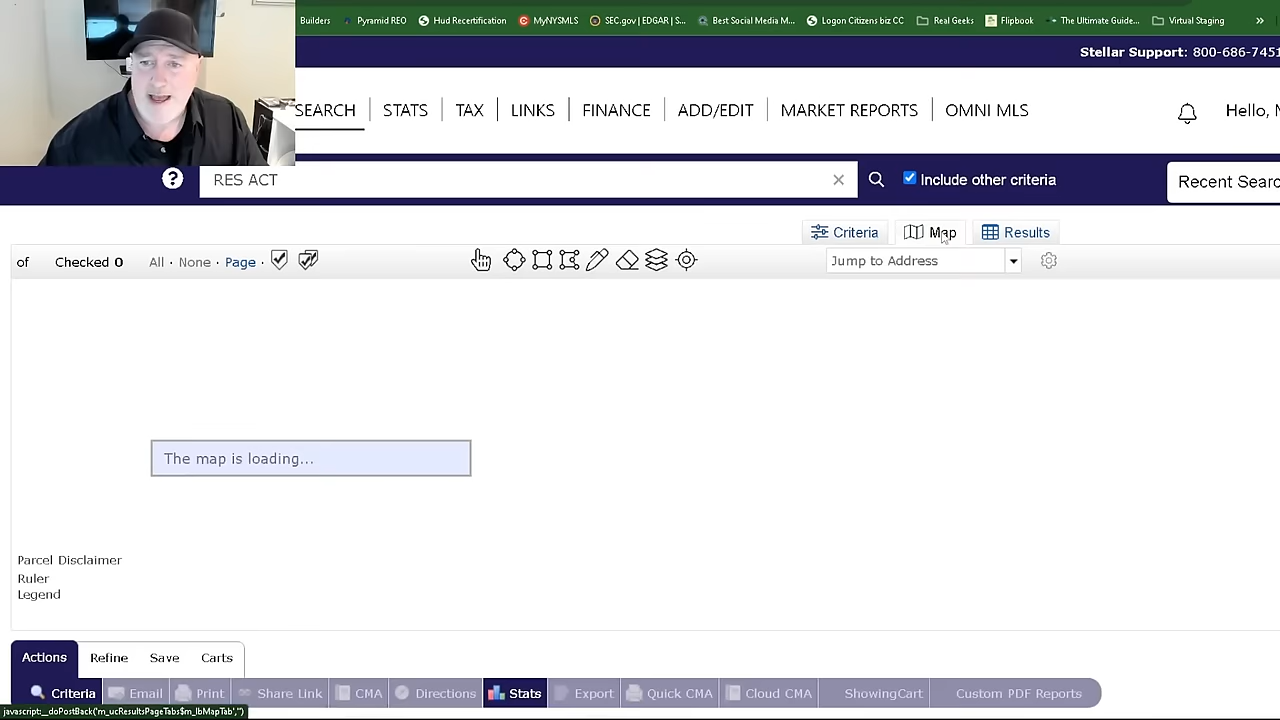 Builders Pyramid REO Hud Recertification MyNYSMLS SEC.gov | EDGAR | S... Best Social Media M... Logon Citizens biz CC Real Geeks Flipbook The Ultimate Guide... Virtual Staging »
Stellar Support: 800-686-7451
SEARCH STATS TAX LINKS FINANCE ADD/EDIT MARKET REPORTS OMNI MLS Hello,
? RES ACT Include other criteria Recent Searc
Criteria Map Results
of Checked 0 All · None · Page · Jump to Address
The map is loading...
Parcel Disclaimer
Ruler
Legend
Actions Refine Save Carts
Criteria Email Print Share Link CMA Directions Stats Export Quick CMA Cloud CMA ShowingCart Custom PDF Reports
javascript:__doPostBack('m_ucResultsPageTabs$m_lbMapTab','')